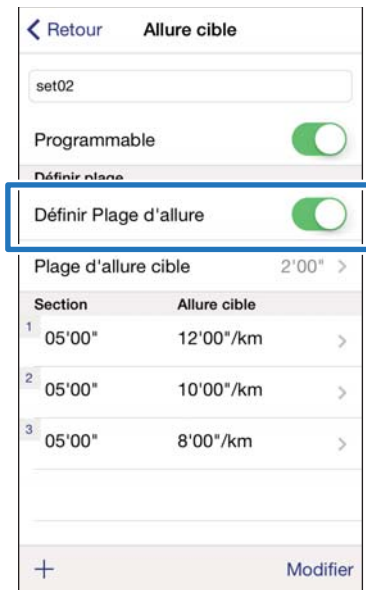 Retour Allure cible
set02
Programmable
Définir plage
Définir Plage d'allure
Plage d'allure cible 2'00" >
Section Allure cible
1 05'00" 12'00"/km >
2 05'00" 10'00"/km >
3 05'00" 8'00"/km >
+ Modifier